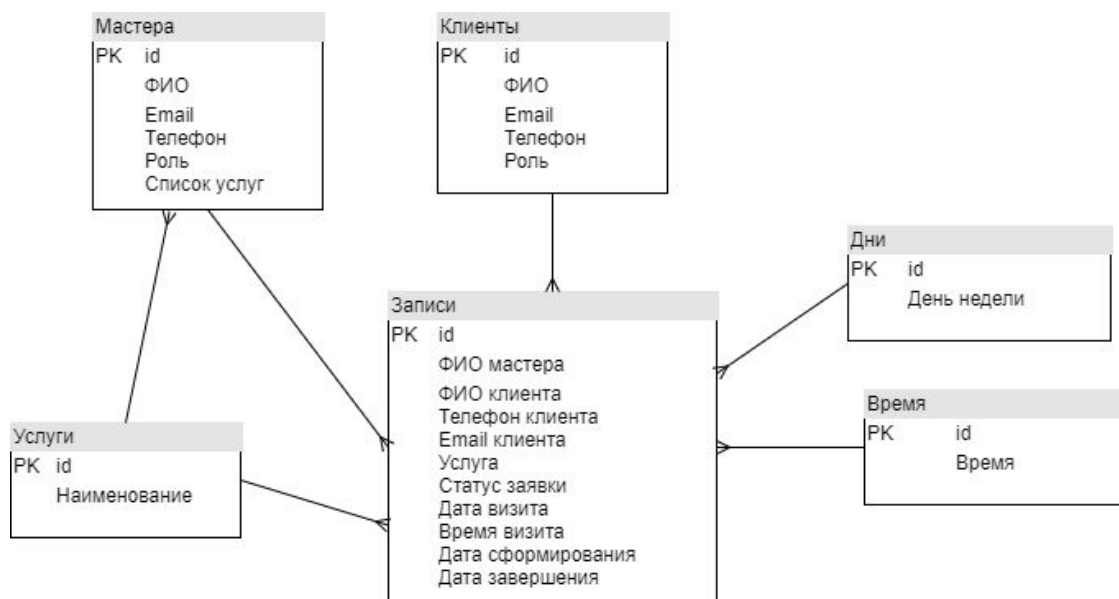 Мастера
PK id
ФИО
Email
Телефон
Роль
Список услуг
Клиенты
PK id
ФИО
Email
Телефон
Роль
Дни
PK id
День недели
Записи
PK id
ФИО мастера
ФИО клиента
Телефон клиента
Email клиента
Услуга
Статус заявки
Дата визита
Время визита
Дата сформирования
Дата завершения
Время
PK id
Время
Услуги
PK id
Наименование